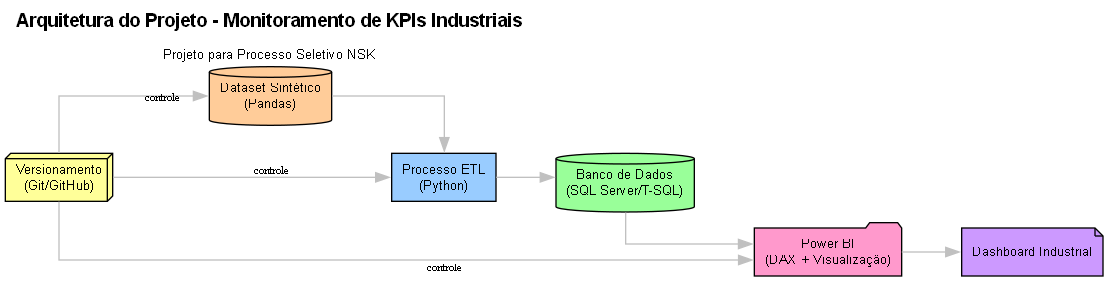 Arquitetura do Projeto - Monitoramento de KPIs Industriais
Projeto para Processo Seletivo NSK
Dataset Sintético
(Pandas)
controle
Versionamento
(Git/GitHub)
controle
Processo ETL
(Python)
Banco de Dados
(SQL Server/T-SQL)
Power BI
(DAX + Visualização)
Dashboard Industrial
controle